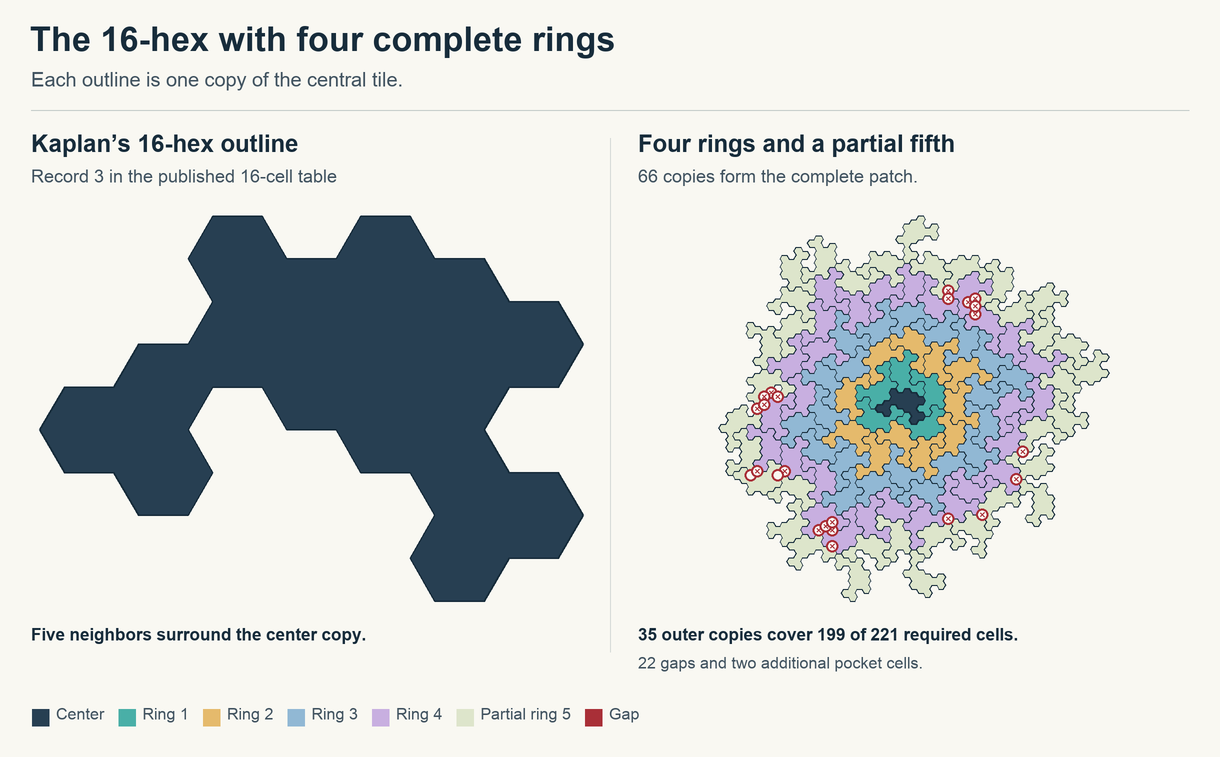 The 16-hex with four complete rings
Each outline is one copy of the central tile.
Kaplan’s 16-hex outline
Record 3 in the published 16-cell table
Five neighbors surround the center copy.
Four rings and a partial fifth
66 copies form the complete patch.
35 outer copies cover 199 of 221 required cells.
22 gaps and two additional pocket cells.
Center
Ring 1
Ring 2
Ring 3
Ring 4
Partial ring 5
Gap